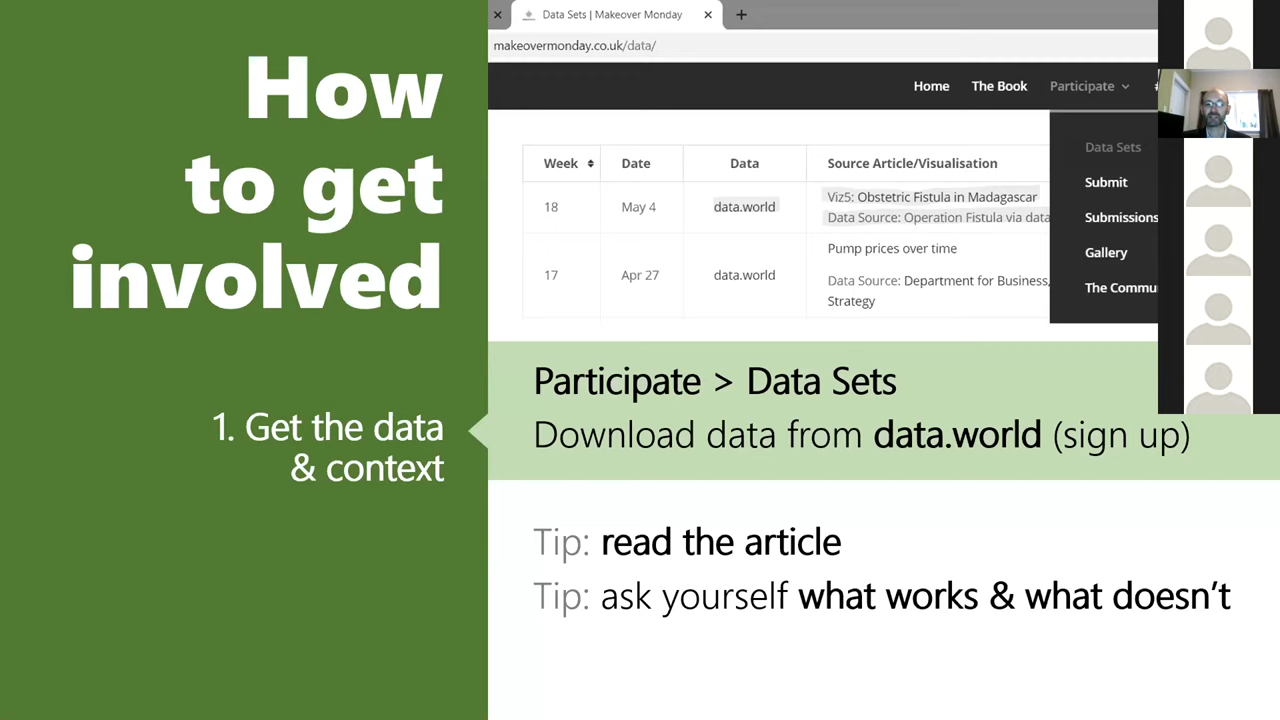 How
to get
involved
1. Get the data
& context
Data Sets | Makeover Monday
makeovermonday.co.uk/data/
Home The Book Participate
Data Sets
Submit
Submissions
Gallery
The Commu
Week Date Data Source Article/Visualisation
18 May 4 data.world Viz5: Obstetric Fistula in Madagascar
Data Source: Operation Fistula via data
17 Apr 27 data.world Pump prices over time
Data Source: Department for Business,
Strategy
Participate > Data Sets
Download data from data.world (sign up)
Tip: read the article
Tip: ask yourself what works & what doesn't